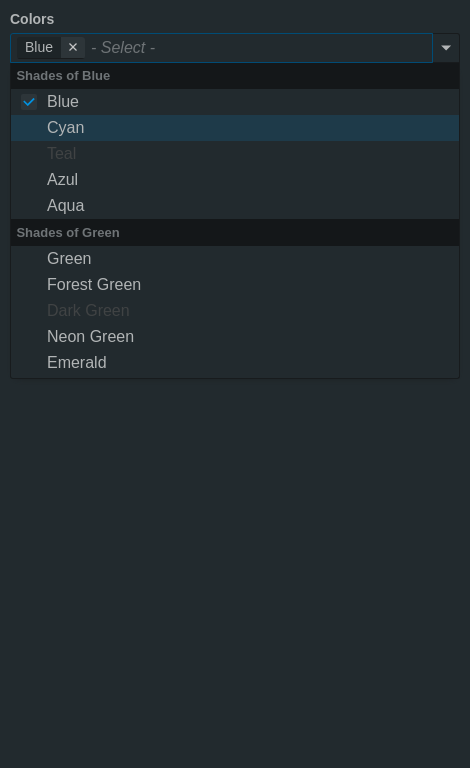 Colors
Blue ✕ - Select -
Shades of Blue
Blue
Cyan
Teal
Azul
Aqua
Shades of Green
Green
Forest Green
Dark Green
Neon Green
Emerald